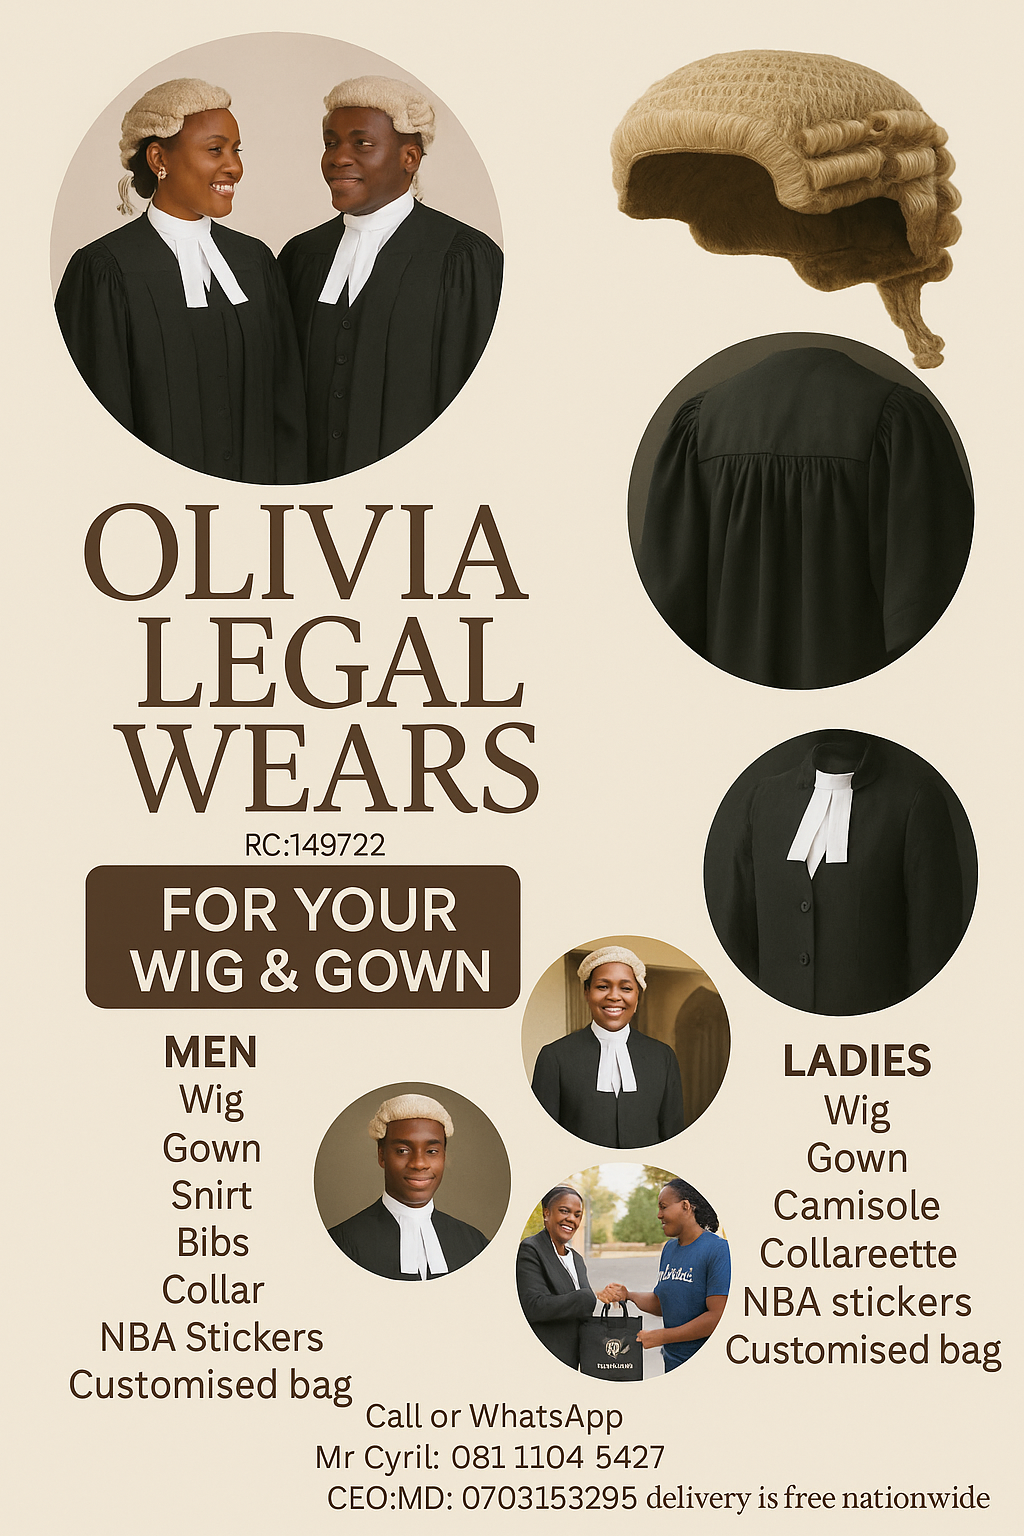 OLIVIA
LEGAL
WEARS
RC:149722
FOR YOUR
WIG & GOWN
MEN
Wig
Gown
Snirt
Bibs
Collar
NBA Stickers
Customised bag
LADIES
Wig
Gown
Camisole
Collareette
NBA stickers
Customised bag
Call or WhatsApp
Mr Cyril: 081 1104 5427
CEO:MD: 0703153295 delivery is free nationwide